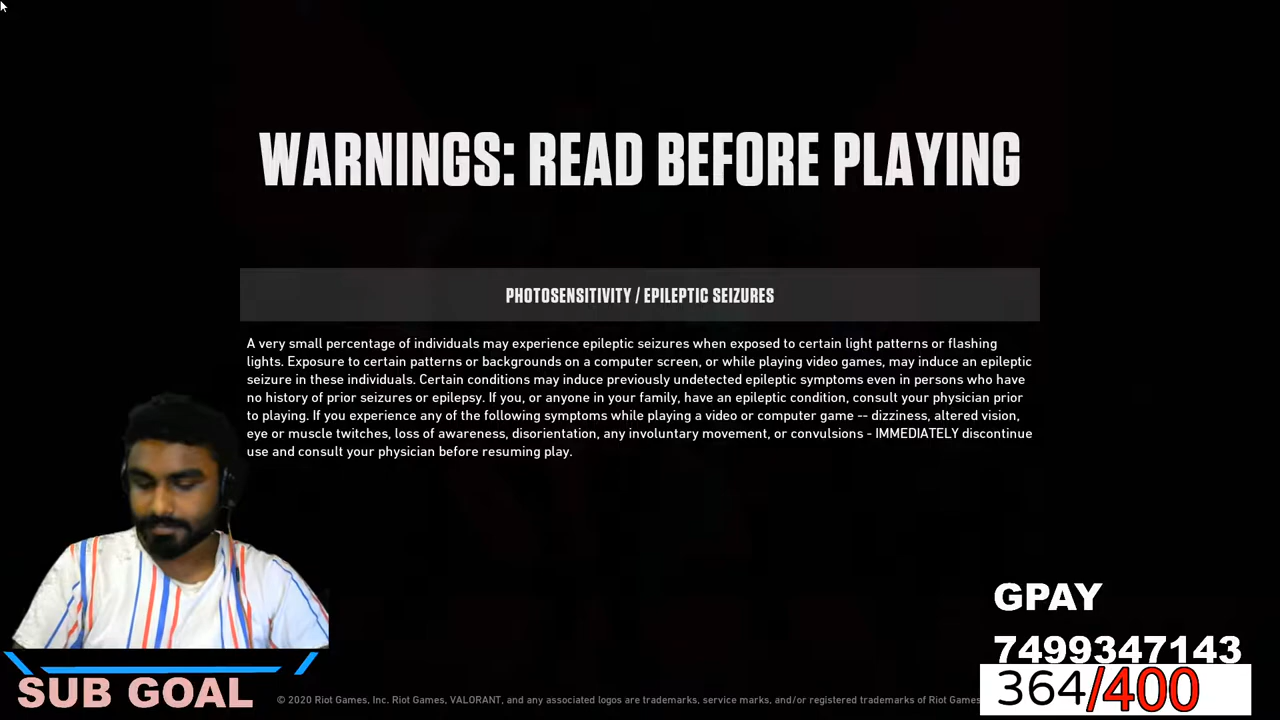 WARNINGS: READ BEFORE PLAYING
PHOTOSENSITIVITY / EPILEPTIC SEIZURES
A very small percentage of individuals may experience epileptic seizures when exposed to certain light patterns or flashing
lights. Exposure to certain patterns or backgrounds on a computer screen, or while playing video games, may induce an epileptic
seizure in these individuals. Certain conditions may induce previously undetected epileptic symptoms even in persons who have
no history of prior seizures or epilepsy. If you, or anyone in your family, have an epileptic condition, consult your physician prior
to playing. If you experience any of the following symptoms while playing a video or computer game -- dizziness, altered vision,
eye or muscle twitches, loss of awareness, disorientation, any involuntary movement, or convulsions - IMMEDIATELY discontinue
use and consult your physician before resuming play.
GPAY
7499347143
364/400
SUB GOAL
© 2020 Riot Games, Inc. Riot Games, VALORANT, and any associated logos are trademarks, service marks, and/or registered trademarks of Riot Games